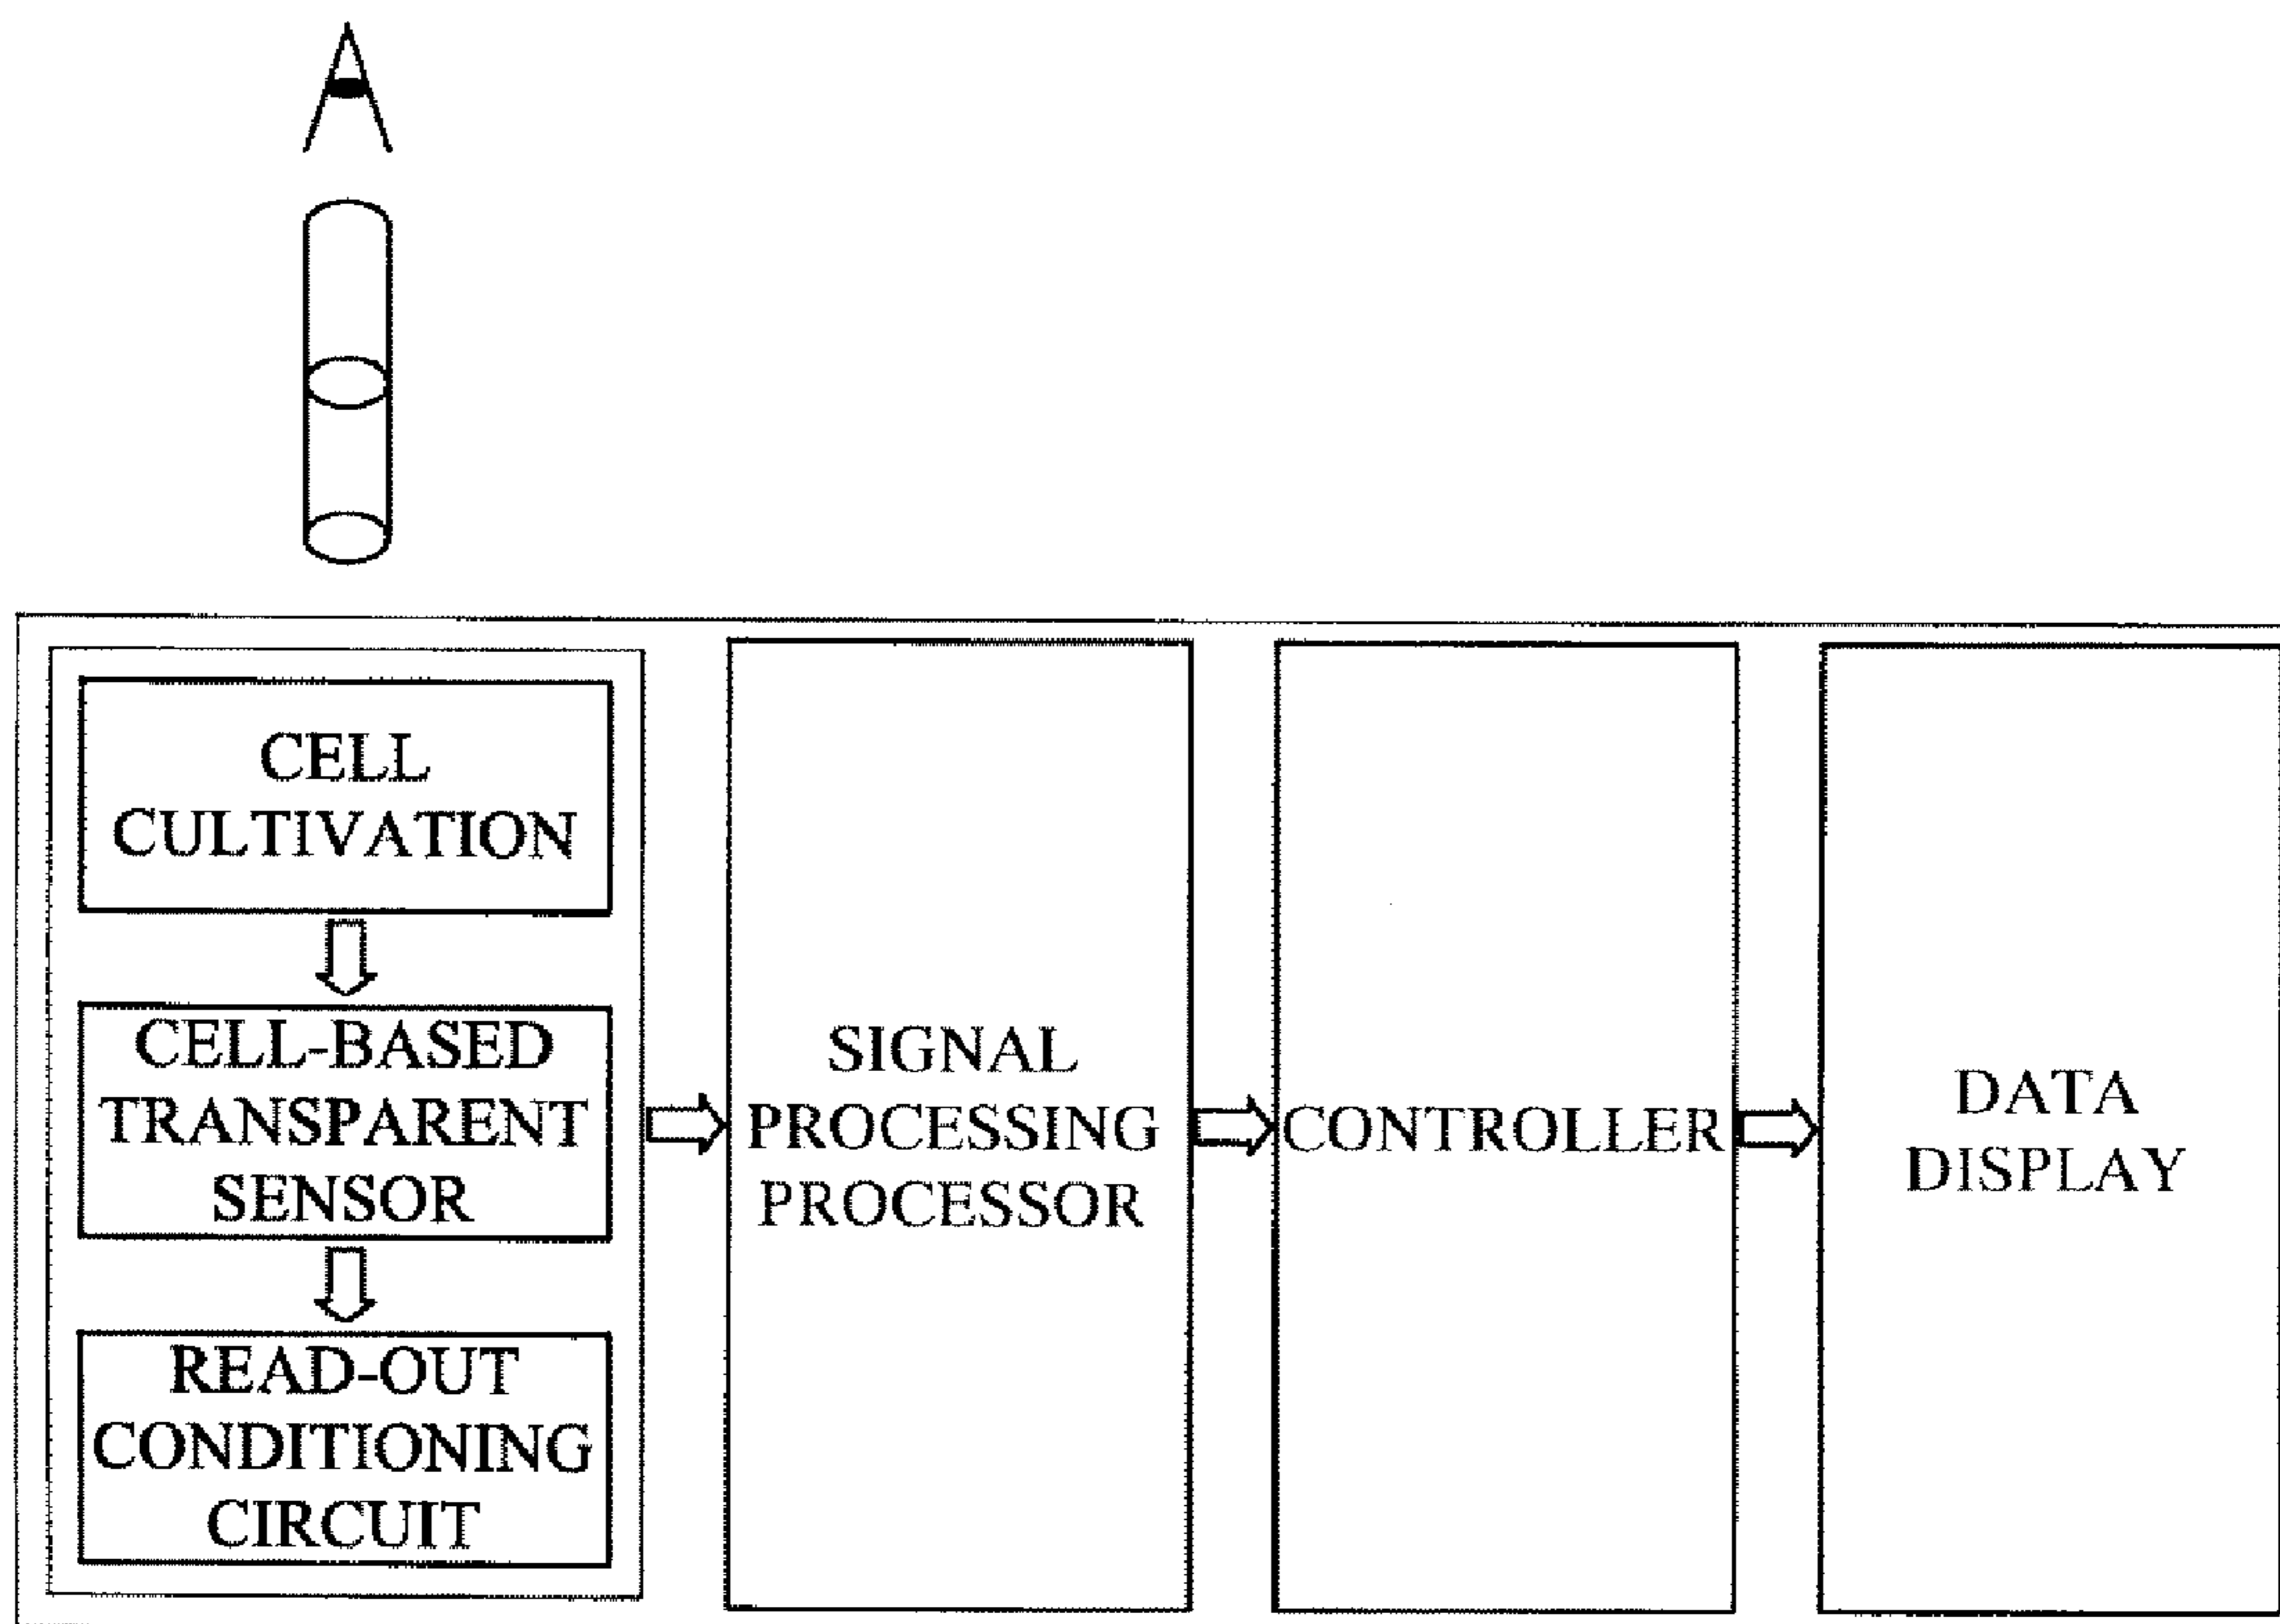 CELL
CULTIVATION
CELL-BASED
TRANSPARENT
SENSOR
READ-OUT
CONDITIONING
CIRCUIT
SIGNAL
PROCESSING
PROCESSOR
CONTROLLER
DATA
DISPLAY